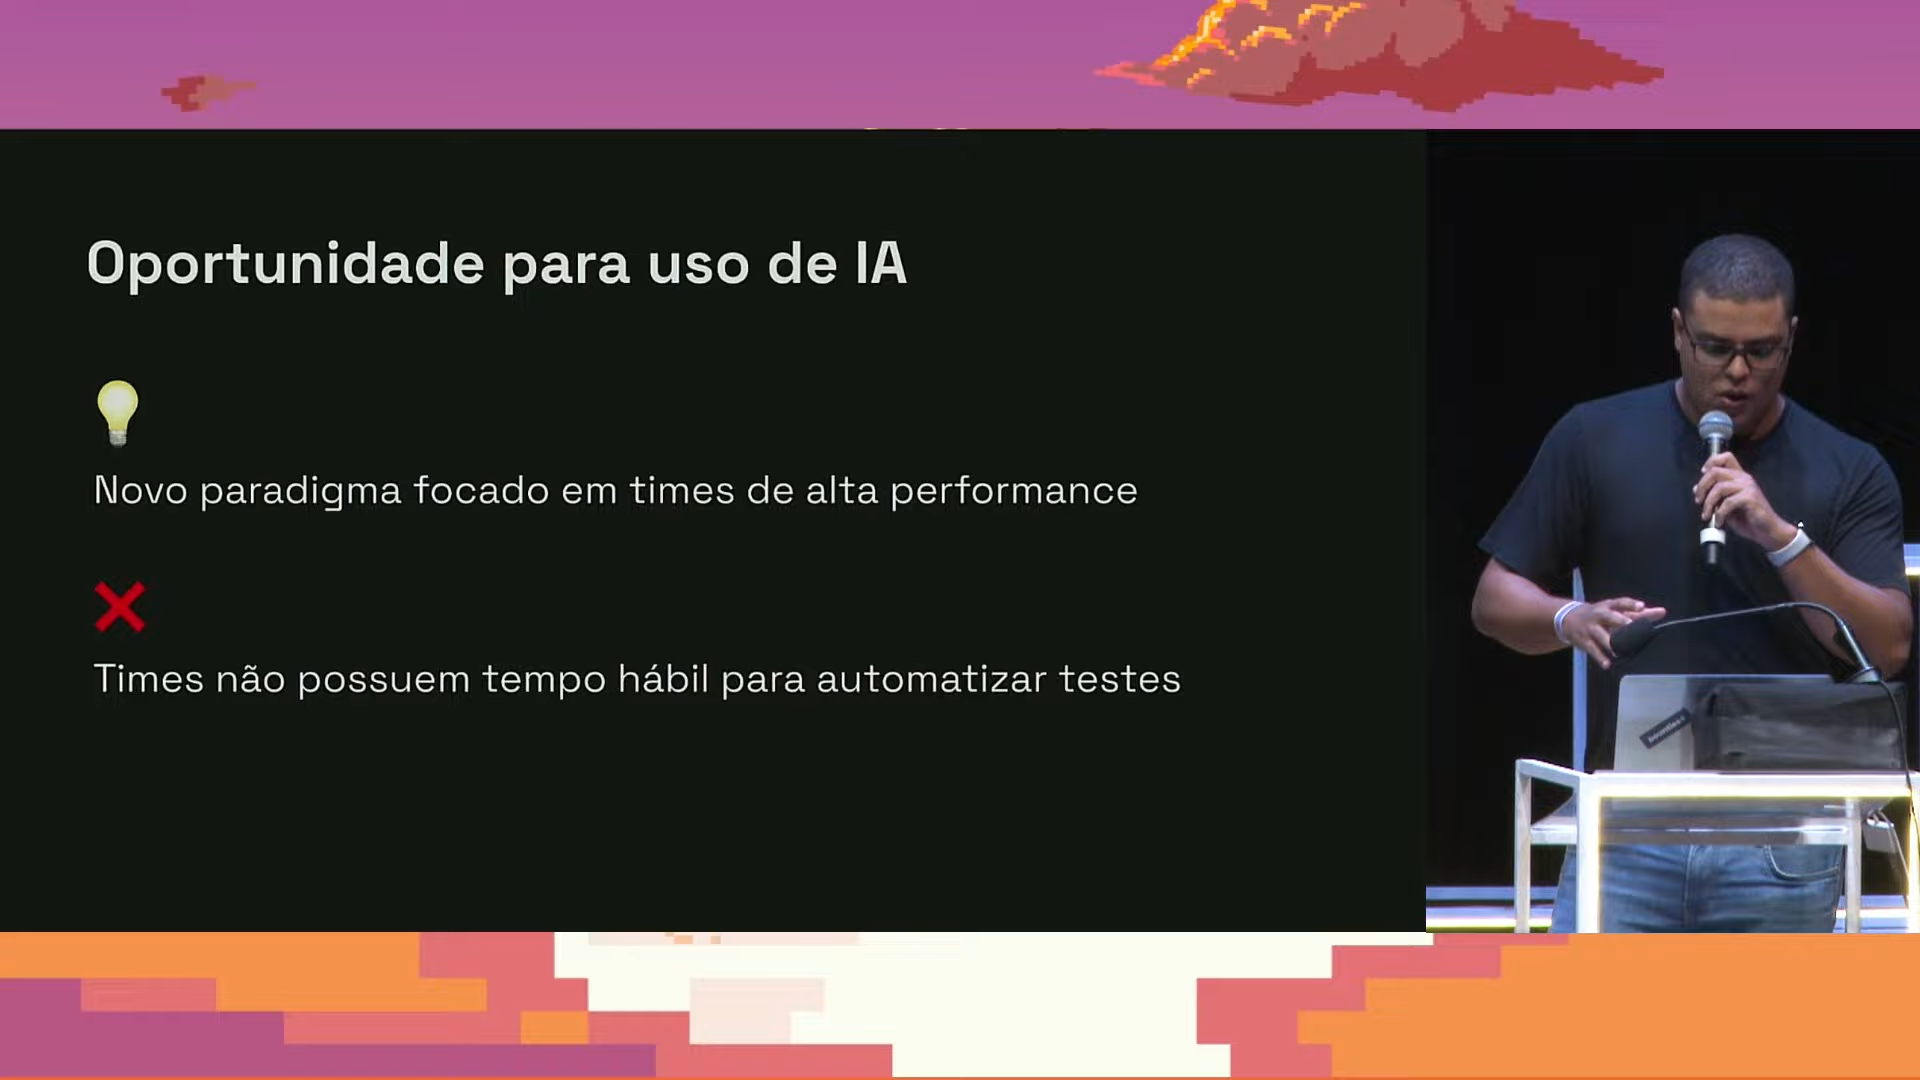 Oportunidade para uso de IA
Novo paradigma focado em times de alta performance
Times não possuem tempo hábil para automatizar testes